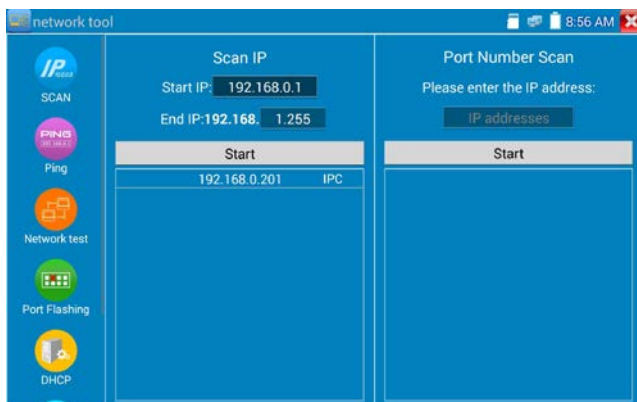 network tool
8:56 AM
IP
SCAN
PING
Ping
Network test
Port Flashing
DHCP
Scan IP
Start IP: 192.168.0.1
End IP:192.168. 1.255
Start
192.168.0.201 IPC
Port Number Scan
Please enter the IP address:
IP addresses
Start